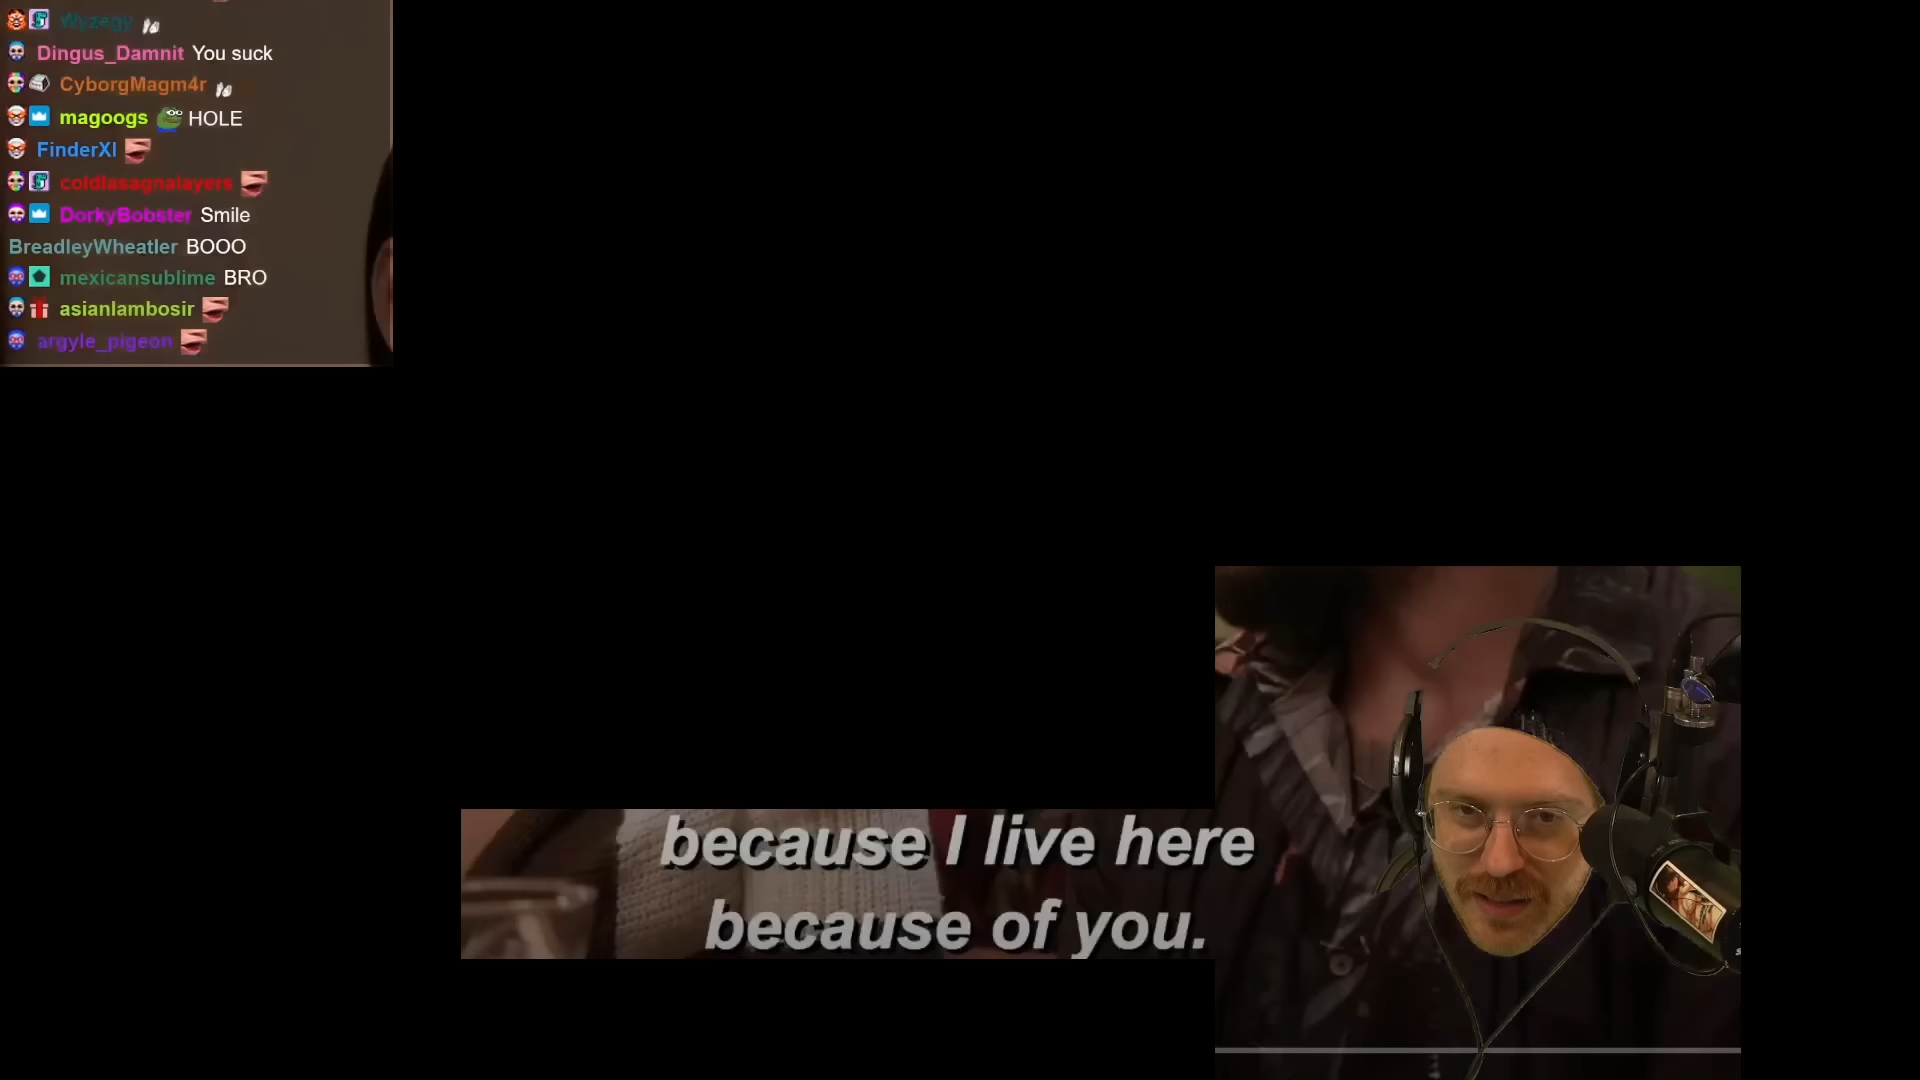 Wyzegy
Dingus_Damnit You suck
CyborgMagm4r
magoogs HOLE
FinderXI
coldlasagnalayers
DorkyBobster Smile
BreadleyWheatler BOOO
mexicansublime BRO
asianlambosir
argyle_pigeon
because I live here
because of you.